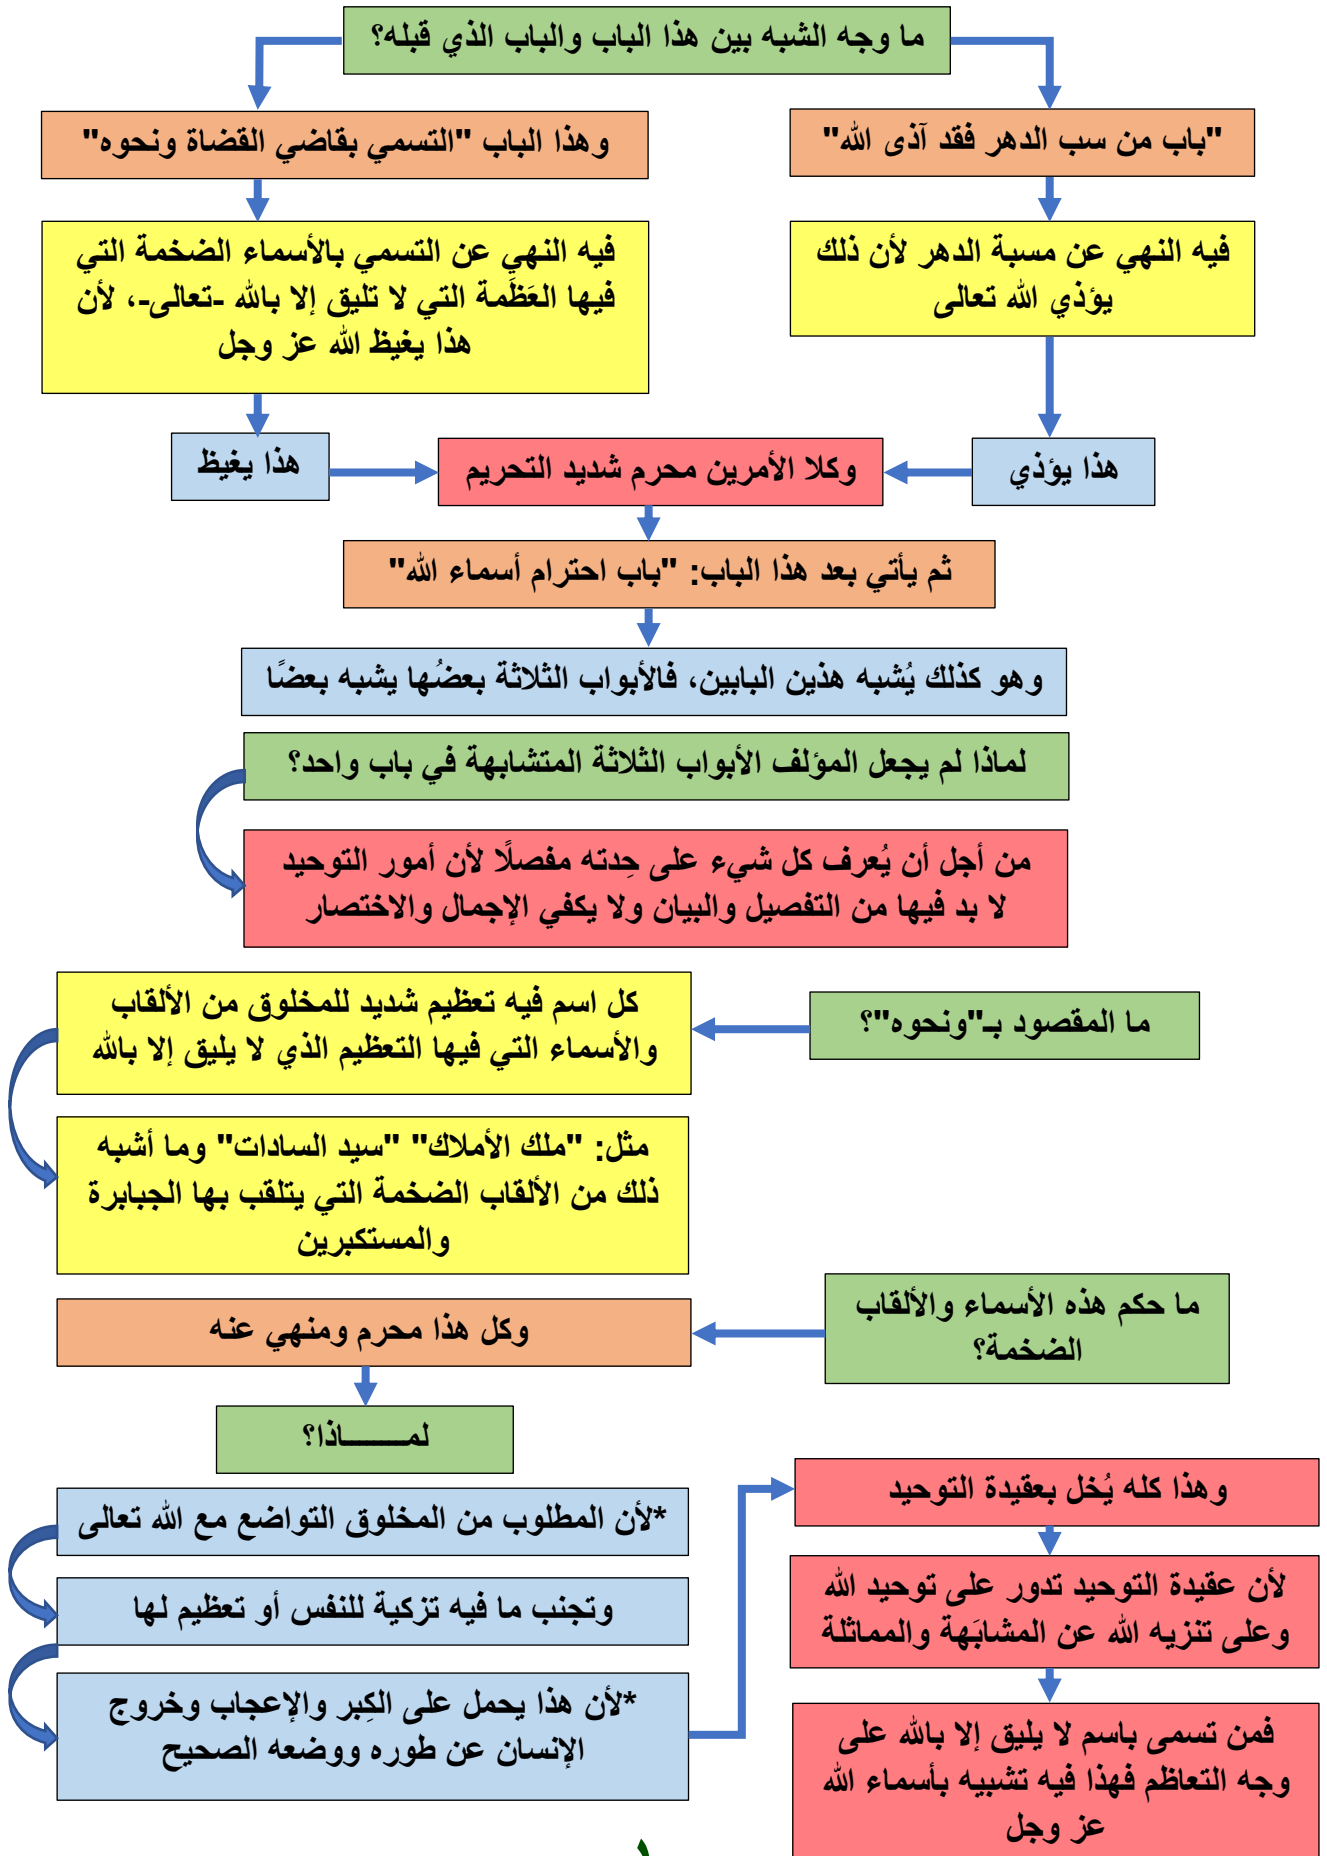 ما وجه الشبه بين هذا الباب والباب الذي قبله؟
"باب من سب الدهر فقد آذى الله"
وهذا الباب "التسمي بقاضي القضاة ونحوه"
فيه النهي عن مسبة الدهر لأن ذلك
يؤذي الله تعالى
فيه النهي عن التسمي بالأسماء الضخمة التي
فيها العَظَمة التي لا تليق إلا بالله -تعالى-، لأن
هذا يغيظ الله عز وجل
هذا يؤذي
وكلا الأمرين محرم شديد التحريم
هذا يغيظ
ثم يأتي بعد هذا الباب: "باب احترام أسماء الله"
وهو كذلك يُشبه هذين البابين، فالأبواب الثلاثة بعضُها يشبه بعضًا
لماذا لم يجعل المؤلف الأبواب الثلاثة المتشابهة في باب واحد؟
من أجل أن يُعرف كل شيء على حِدته مفصلًا لأن أمور التوحيد
لا بد فيها من التفصيل والبيان ولا يكفي الإجمال والاختصار
ما المقصود بـ"ونحوه"؟
كل اسم فيه تعظيم شديد للمخلوق من الألقاب
والأسماء التي فيها التعظيم الذي لا يليق إلا بالله
مثل: "ملك الأملاك" "سيد السادات" وما أشبه
ذلك من الألقاب الضخمة التي يتلقب بها الجبابرة
والمستكبرين
ما حكم هذه الأسماء والألقاب
الضخمة؟
وكل هذا محرم ومنهي عنه
لمـــــــاذا؟
*لأن المطلوب من المخلوق التواضع مع الله تعالى
وتجنب ما فيه تزكية للنفس أو تعظيم لها
*لأن هذا يحمل على الكِبر والإعجاب وخروج
الإنسان عن طوره ووضعه الصحيح
وهذا كله يُخل بعقيدة التوحيد
لأن عقيدة التوحيد تدور على توحيد الله
وعلى تنزيه الله عن المشابَهة والمماثلة
فمن تسمى باسم لا يليق إلا بالله على
وجه التعاظم فهذا فيه تشبيه بأسماء الله
عز وجل